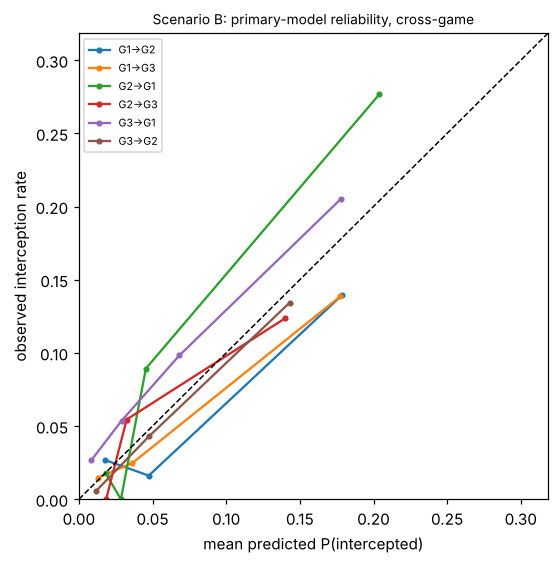 Scenario B: primary-model reliability, cross-game
G1→G2
G1→G3
G2→G1
G2→G3
G3→G1
G3→G2
observed interception rate
0.30
0.25
0.20
0.15
0.10
0.05
0.00
0.00 0.05 0.10 0.15 0.20 0.25 0.30
mean predicted P(intercepted)